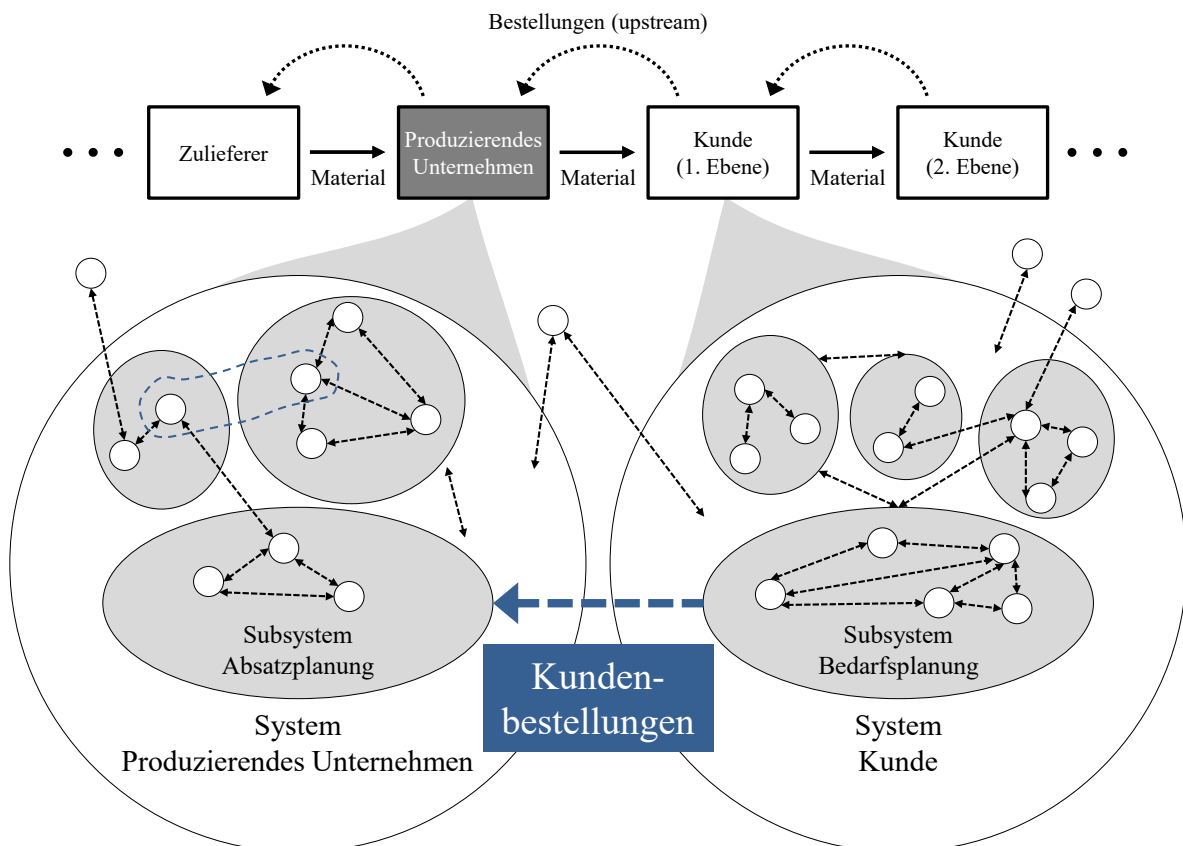 Bestellungen (upstream)
Zulieferer
Material
Produzierendes
Unternehmen
Material
Kunde
(1. Ebene)
Material
Kunde
(2. Ebene)
Subsystem
Absatzplanung
Subsystem
Bedarfsplanung
Kunden-
bestellungen
System
Produzierendes Unternehmen
System
Kunde